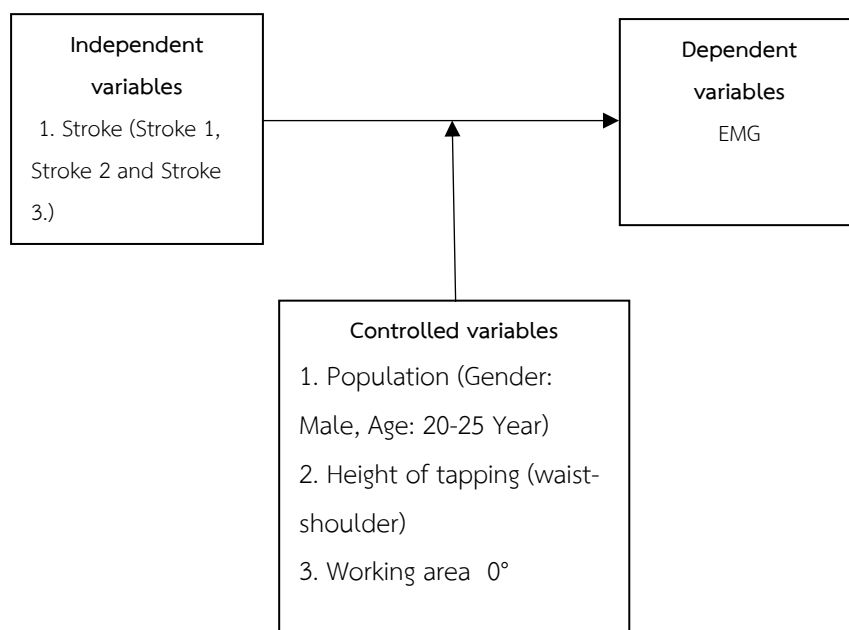 Independent
variables
1. Stroke (Stroke 1,
Stroke 2 and Stroke
3.)
Dependent
variables
EMG
Controlled variables
1. Population (Gender:
Male, Age: 20-25 Year)
2. Height of tapping (waist-
shoulder)
3. Working area 0°